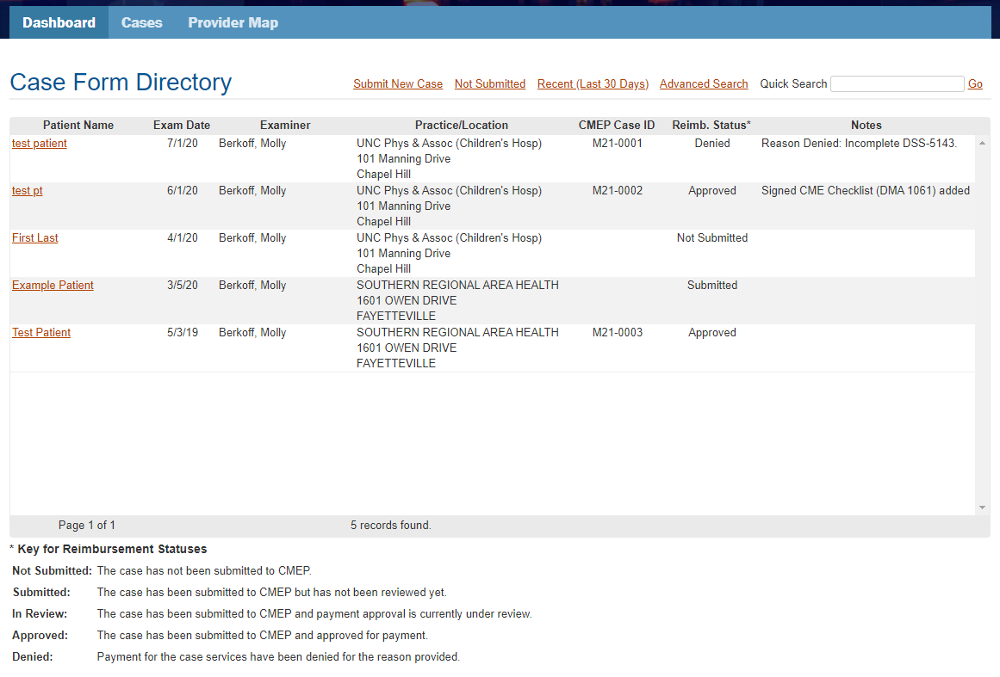 Dashboard Cases Provider Map
Case Form Directory
Submit New Case Not Submitted Recent (Last 30 Days) Advanced Search Quick Search Go
Patient Name Exam Date Examiner Practice/Location CMEP Case ID Reimb. Status* Notes
test patient 7/1/20 Berkoff, Molly UNC Phys & Assoc (Children's Hosp) M21-0001 Denied Reason Denied: Incomplete DSS-5143.
101 Manning Drive
Chapel Hill
test pt 6/1/20 Berkoff, Molly UNC Phys & Assoc (Children's Hosp) M21-0002 Approved Signed CME Checklist (DMA 1061) added
101 Manning Drive
Chapel Hill
First Last 4/1/20 Berkoff, Molly UNC Phys & Assoc (Children's Hosp) Not Submitted
101 Manning Drive
Chapel Hill
Example Patient 3/5/20 Berkoff, Molly SOUTHERN REGIONAL AREA HEALTH Submitted
1601 OWEN DRIVE
FAYETTEVILLE
Test Patient 5/3/19 Berkoff, Molly SOUTHERN REGIONAL AREA HEALTH M21-0003 Approved
1601 OWEN DRIVE
FAYETTEVILLE
Page 1 of 1 5 records found.
* Key for Reimbursement Statuses
Not Submitted: The case has not been submitted to CMEP.
Submitted: The case has been submitted to CMEP but has not been reviewed yet.
In Review: The case has been submitted to CMEP and payment approval is currently under review.
Approved: The case has been submitted to CMEP and approved for payment.
Denied: Payment for the case services have been denied for the reason provided.